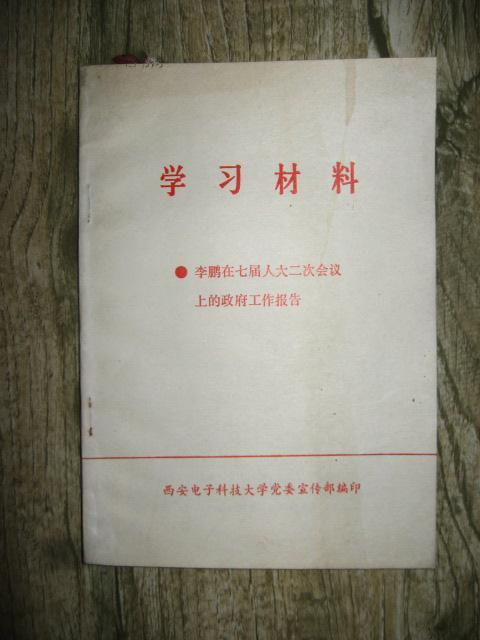 学习材料
● 李鹏在七届人大二次会议
上的政府工作报告
西安电子科技大学党委宣传部编印